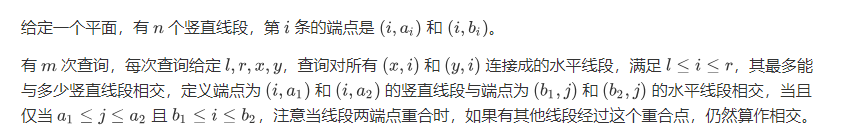 给定一个平面，有 n 个竖直线段，第 i 条的端点是 (i, a_i) 和 (i, b_i)。
有 m 次查询，每次查询给定 l, r, x, y，查询对所有 (x, i) 和 (y, i) 连接成的水平线段，满足 l ≤ i ≤ r，其最多能
与多少竖直线段相交，定义端点为 (i, a_1) 和 (i, a_2) 的竖直线段与端点为 (b_1, j) 和 (b_2, j) 的水平线段相交，当且
仅当 a_1 ≤ j ≤ a_2 且 b_1 ≤ i ≤ b_2，注意当线段两端点重合时，如果有其他线段经过这个重合点，仍然算作相交。